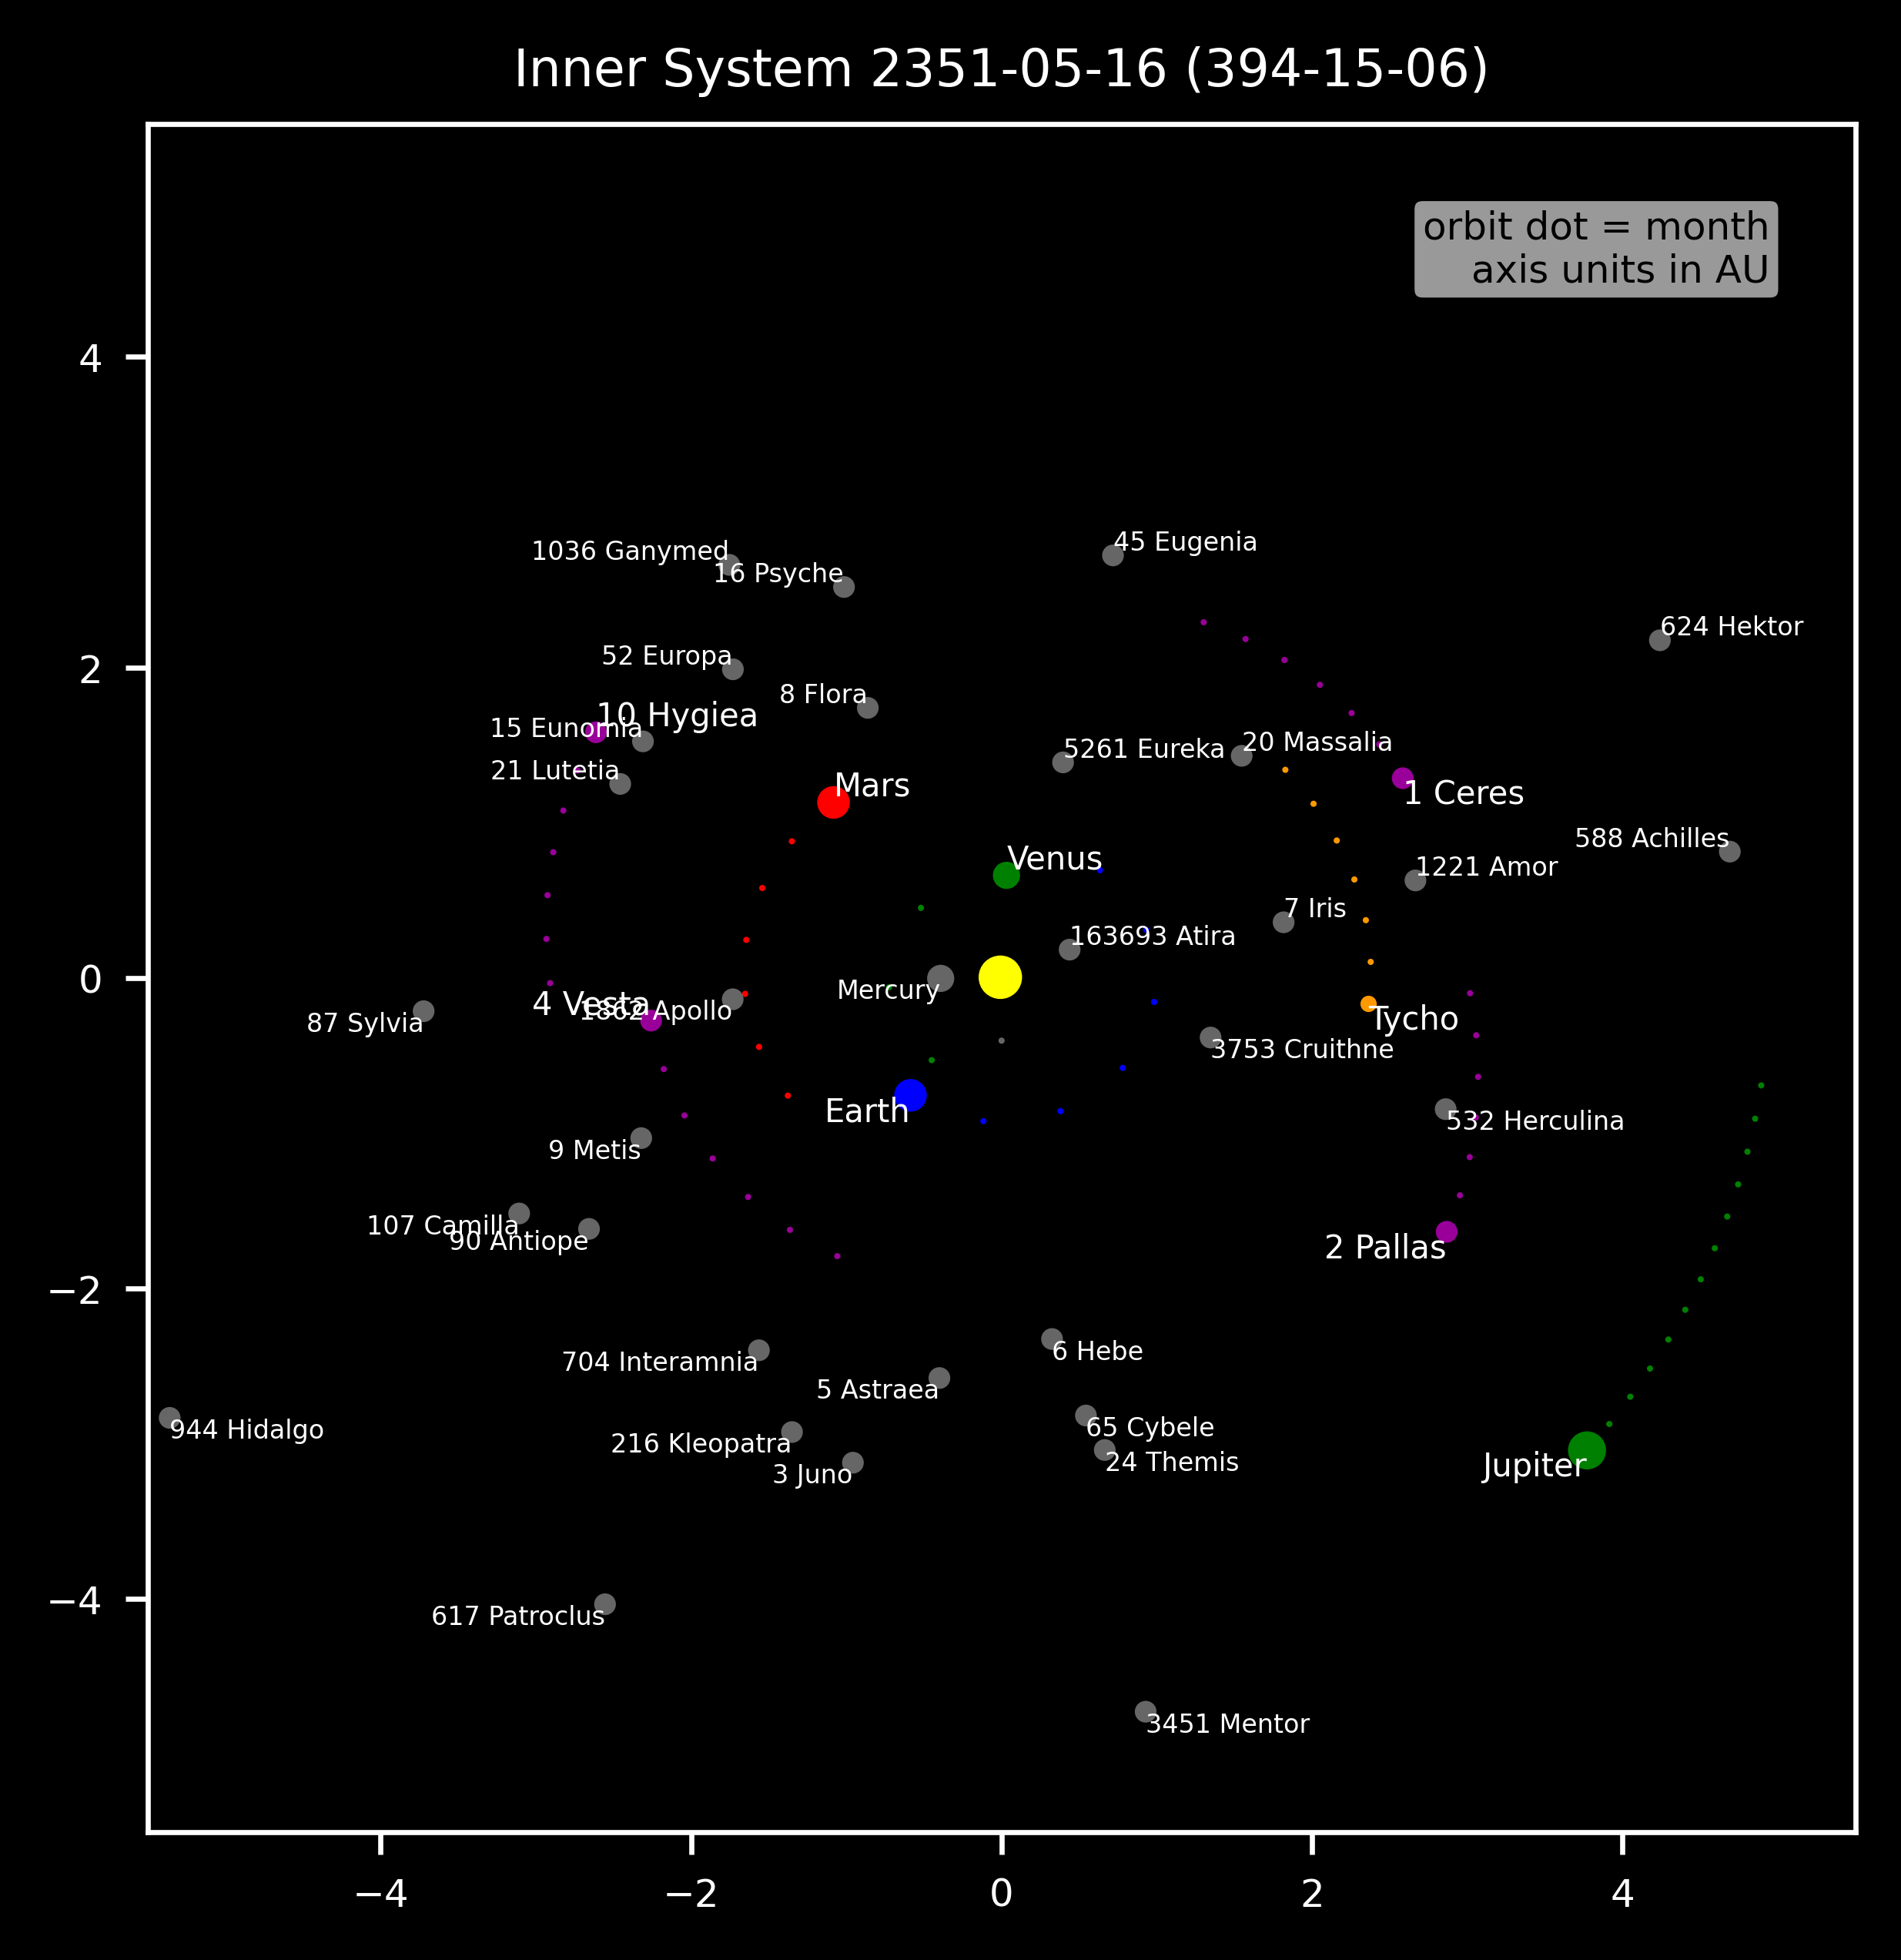 Inner System 2351-05-16 (394-15-06)
orbit dot = month
axis units in AU
4
2
0
−2
−4
45 Eugenia
1036 Ganymed
16 Psyche
624 Hektor
52 Europa
8 Flora
10 Hygiea
15 Eunomia
5261 Eureka
20 Massalia
21 Lutetia
Mars
1 Ceres
588 Achilles
Venus
1221 Amor
7 Iris
163693 Atira
Mercury
4 Vesta
1862 Apollo
87 Sylvia
Tycho
3753 Cruithne
Earth
532 Herculina
9 Metis
107 Camilla
90 Antiope
2 Pallas
704 Interamnia
6 Hebe
5 Astraea
944 Hidalgo
65 Cybele
216 Kleopatra
24 Themis
Jupiter
3 Juno
617 Patroclus
3451 Mentor
−4
−2
0
2
4